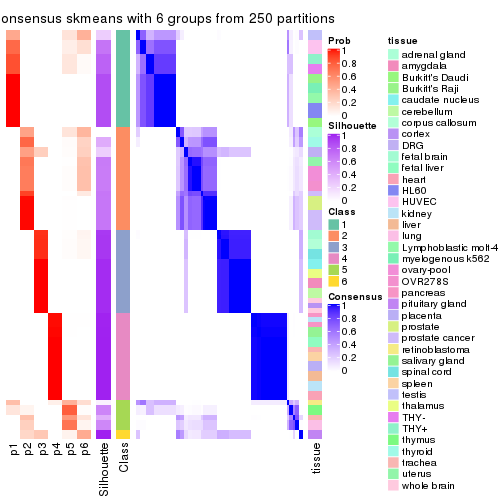 onsensus skmeans with 6 groups from 250 partitions
Prob
1
0.8
0.6
0.4
0.2
0
Silhouette
1
0.8
0.6
0.4
0.2
0
Class
1
2
3
4
5
6
Consensus
1
0.8
0.6
0.4
0.2
0
tissue
adrenal gland
amygdala
Burkitt's Daudi
Burkitt's Raji
caudate nucleus
cerebellum
corpus callosum
cortex
DRG
fetal brain
fetal liver
heart
HL60
HUVEC
kidney
liver
lung
Lymphoblastic molt-4
myelogenous k562
ovary-pool
OVR278S
pancreas
pituitary gland
placenta
prostate
prostate cancer
retinoblastoma
salivary gland
spinal cord
spleen
testis
thalamus
THY-
THY+
thymus
thyroid
trachea
uterus
whole brain
p1
p2
p3
p4
p5
p6
Silhouette
Class
tissue